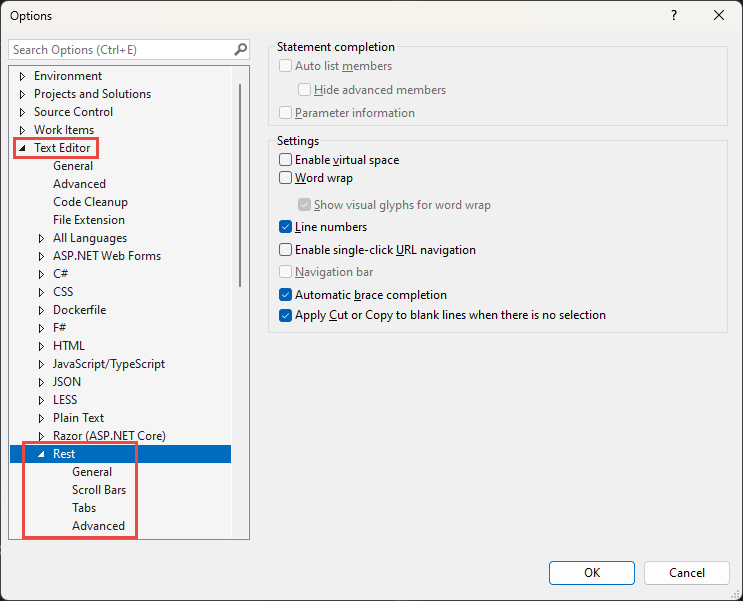 Options
?
Search Options (Ctrl+E)
Environment
Projects and Solutions
Source Control
Work Items
Text Editor
General
Advanced
Code Cleanup
File Extension
All Languages
ASP.NET Web Forms
C#
CSS
Dockerfile
F#
HTML
JavaScript/TypeScript
JSON
LESS
Plain Text
Razor (ASP.NET Core)
Rest
General
Scroll Bars
Tabs
Advanced
Statement completion
Auto list members
Hide advanced members
Parameter information
Settings
Enable virtual space
Word wrap
Show visual glyphs for word wrap
Line numbers
Enable single-click URL navigation
Navigation bar
Automatic brace completion
Apply Cut or Copy to blank lines when there is no selection
OK
Cancel